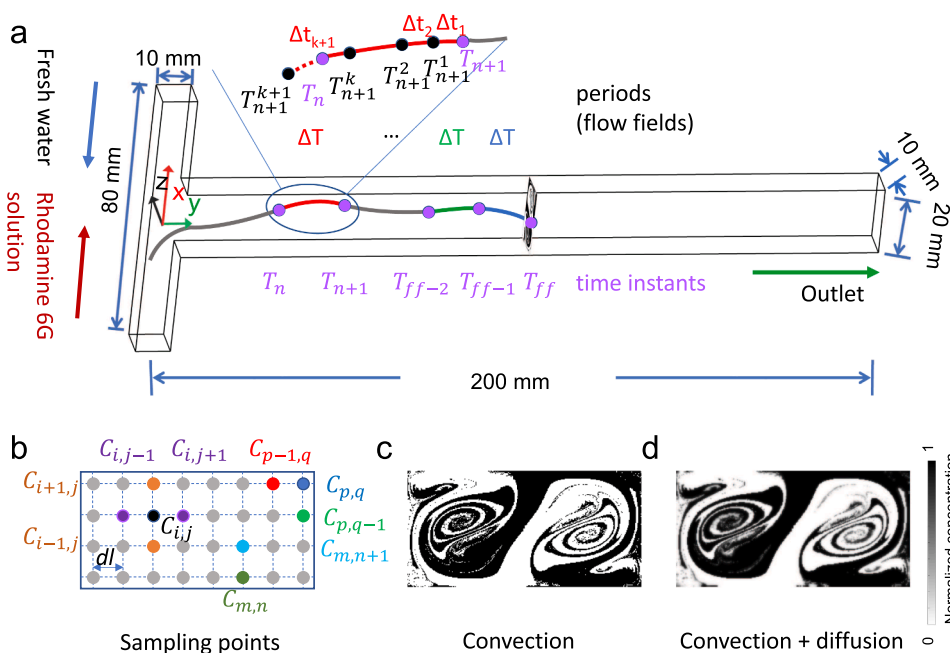 a
Fresh water
Rhodamine 6G
solution
10 mm
80 mm
z
x
y
Δt_{k+1}
Δt_2
Δt_1
T_{n+1}^{k+1}
T_n
T_{n+1}^k
T_{n+1}^2
T_{n+1}^1
T_{n+1}
ΔT
...
ΔT
ΔT
periods
(flow fields)
10 mm
20 mm
T_n
T_{n+1}
T_{ff-2}
T_{ff-1}
T_{ff}
time instants
Outlet
200 mm
b
C_{i,j-1}
C_{i,j+1}
C_{p-1,q}
C_{i+1,j}
C_{p,q}
C_{i,j}
C_{p,q-1}
C_{i-1,j}
C_{m,n+1}
dl
C_{m,n}
Sampling points
c
Convection
d
Convection + diffusion
1
0